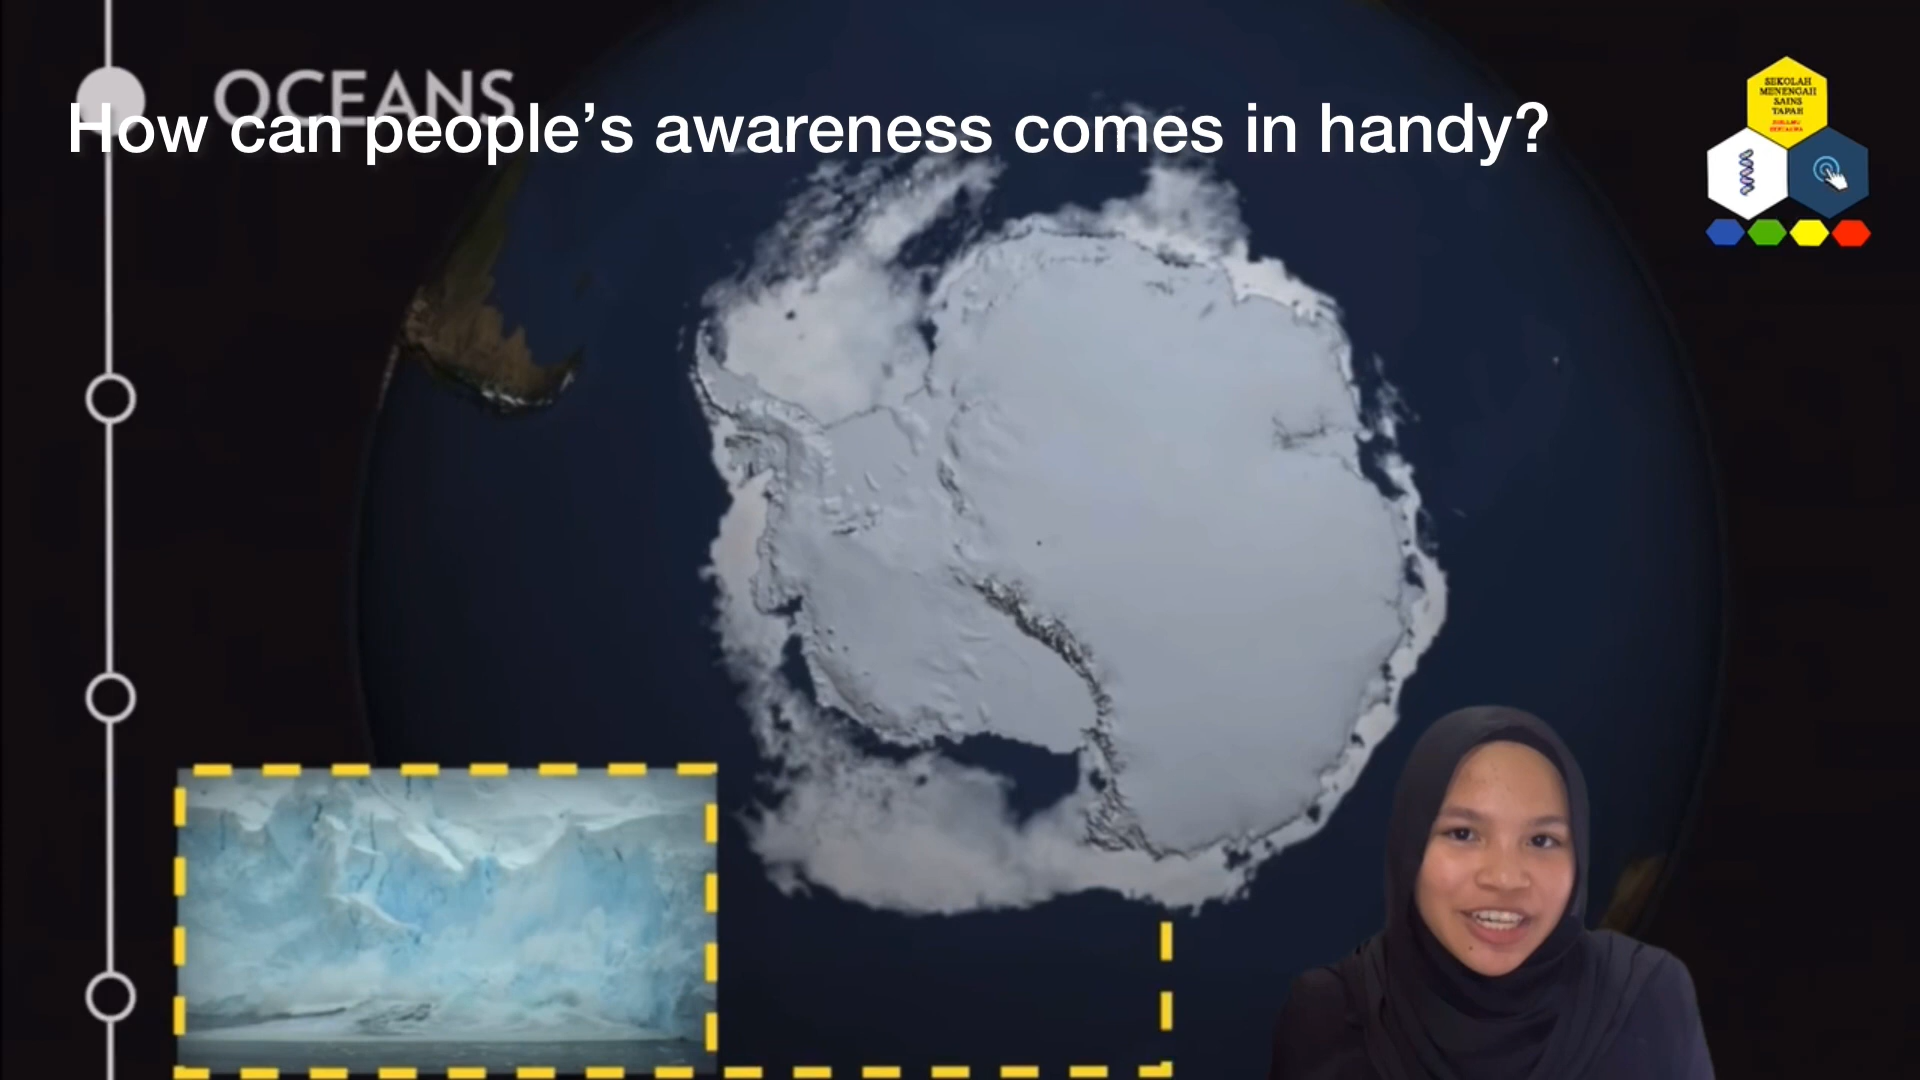 OCEANS
How can people’s awareness comes in handy?
SEKOLAH
MENENGAH
SAINS
TAPAH